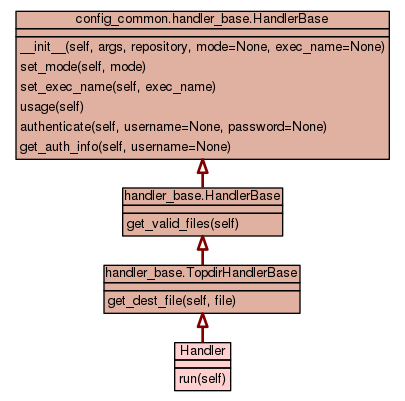 config_common.handler_base.HandlerBase
__init__(self, args, repository, mode=None, exec_name=None)
set_mode(self, mode)
set_exec_name(self, exec_name)
usage(self)
authenticate(self, username=None, password=None)
get_auth_info(self, username=None)
handler_base.HandlerBase
get_valid_files(self)
handler_base.TopdirHandlerBase
get_dest_file(self, file)
Handler
run(self)